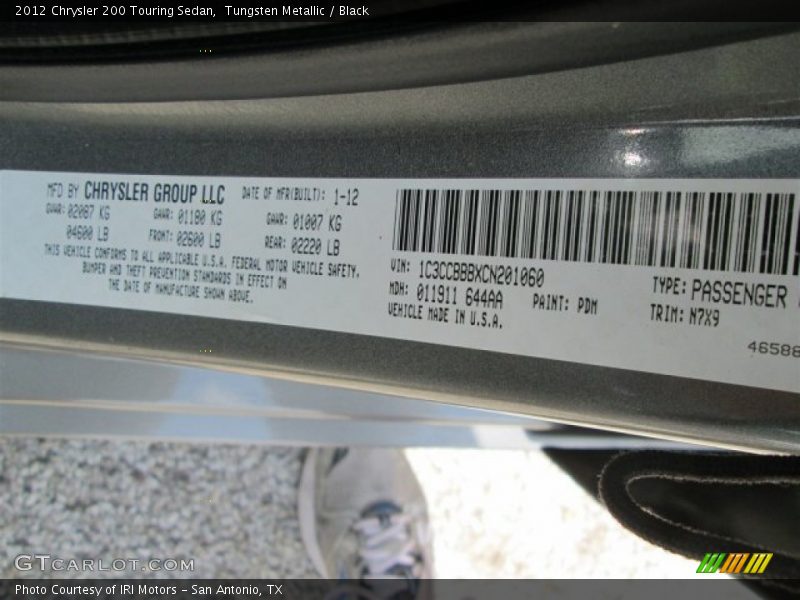 2012 Chrysler 200 Touring Sedan,  Tungsten Metallic / Black
MFD BY CHRYSLER GROUP LLC DATE OF MFR(BUILT): 1-12
GVWR: 02087 KG GAWR: 01180 KG GAWR: 01007 KG
04600 LB FRONT: 02600 LB REAR: 02220 LB
THIS VEHICLE CONFORMS TO ALL APPLICABLE U.S.A. FEDERAL MOTOR VEHICLE SAFETY,
BUMPER AND THEFT PREVENTION STANDARDS IN EFFECT ON
THE DATE OF MANUFACTURE SHOWN ABOVE.
VIN: 1C3CCBBBXCN201060 TYPE: PASSENGER
MDH: 011911 644AA PAINT: PDM TRIM: N7X9
VEHICLE MADE IN U.S.A.
46588
GTCARLOT.COM
Photo Courtesy of IRI Motors – San Antonio, TX